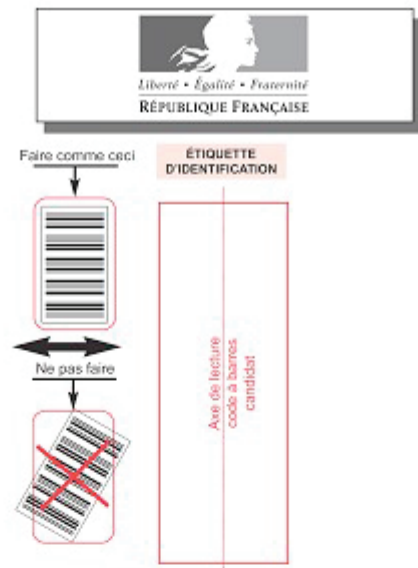 Liberté • Égalité • Fraternité
RÉPUBLIQUE FRANÇAISE
Faire comme ceci
ÉTIQUETTE
D'IDENTIFICATION
Ne pas faire
Axe de lecture
code à barres
candidat